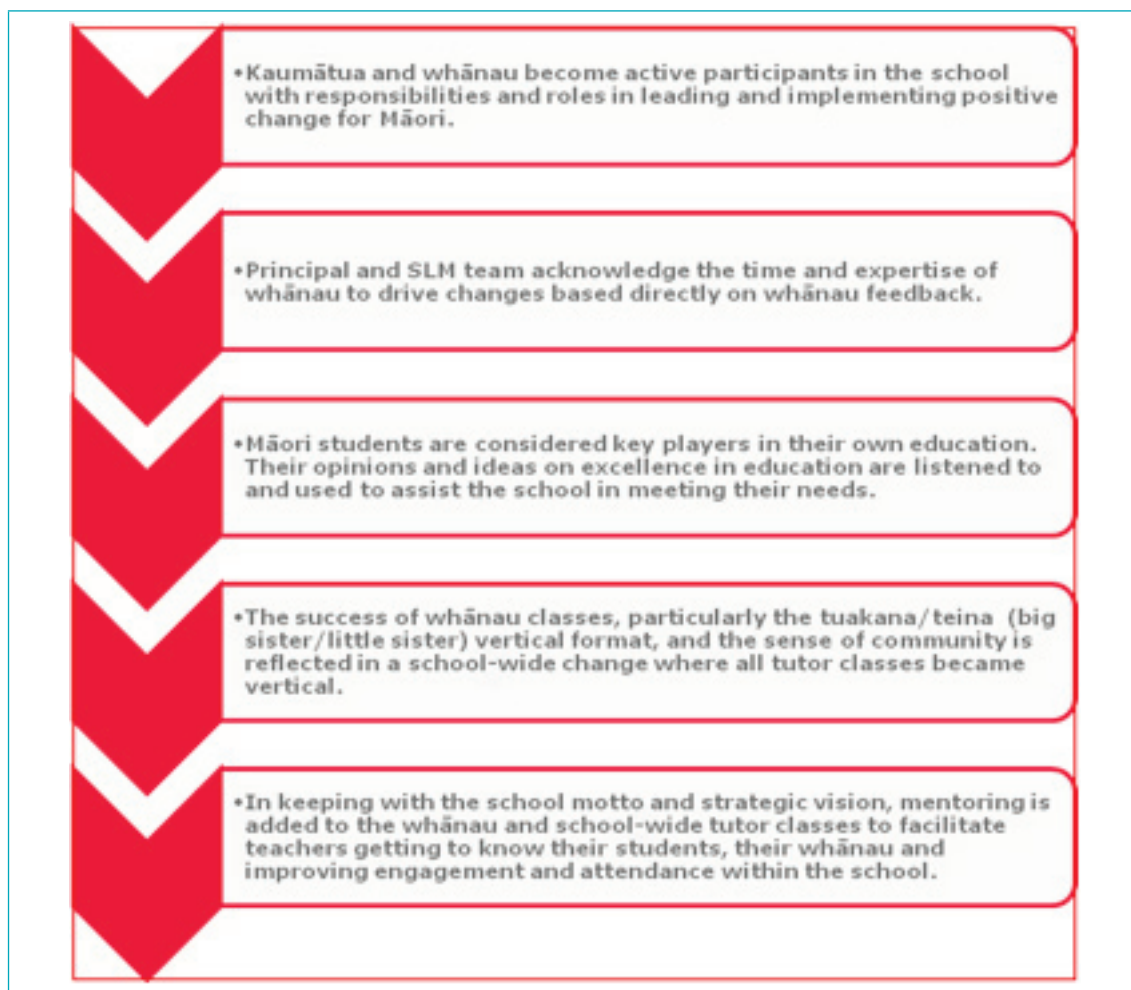 •Kaumātua and whānau become active participants in the school
with responsibilities and roles in leading and implementing positive
change for Māori.
•Principal and SLM team acknowledge the time and expertise of
whānau to drive changes based directly on whānau feedback.
•Māori students are considered key players in their own education.
Their opinions and ideas on excellence in education are listened to
and used to assist the school in meeting their needs.
•The success of whānau classes, particularly the tuakana/teina (big
sister/little sister) vertical format, and the sense of community is
reflected in a school-wide change where all tutor classes became
vertical.
•In keeping with the school motto and strategic vision, mentoring is
added to the whānau and school-wide tutor classes to facilitate
teachers getting to know their students, their whānau and
improving engagement and attendance within the school.